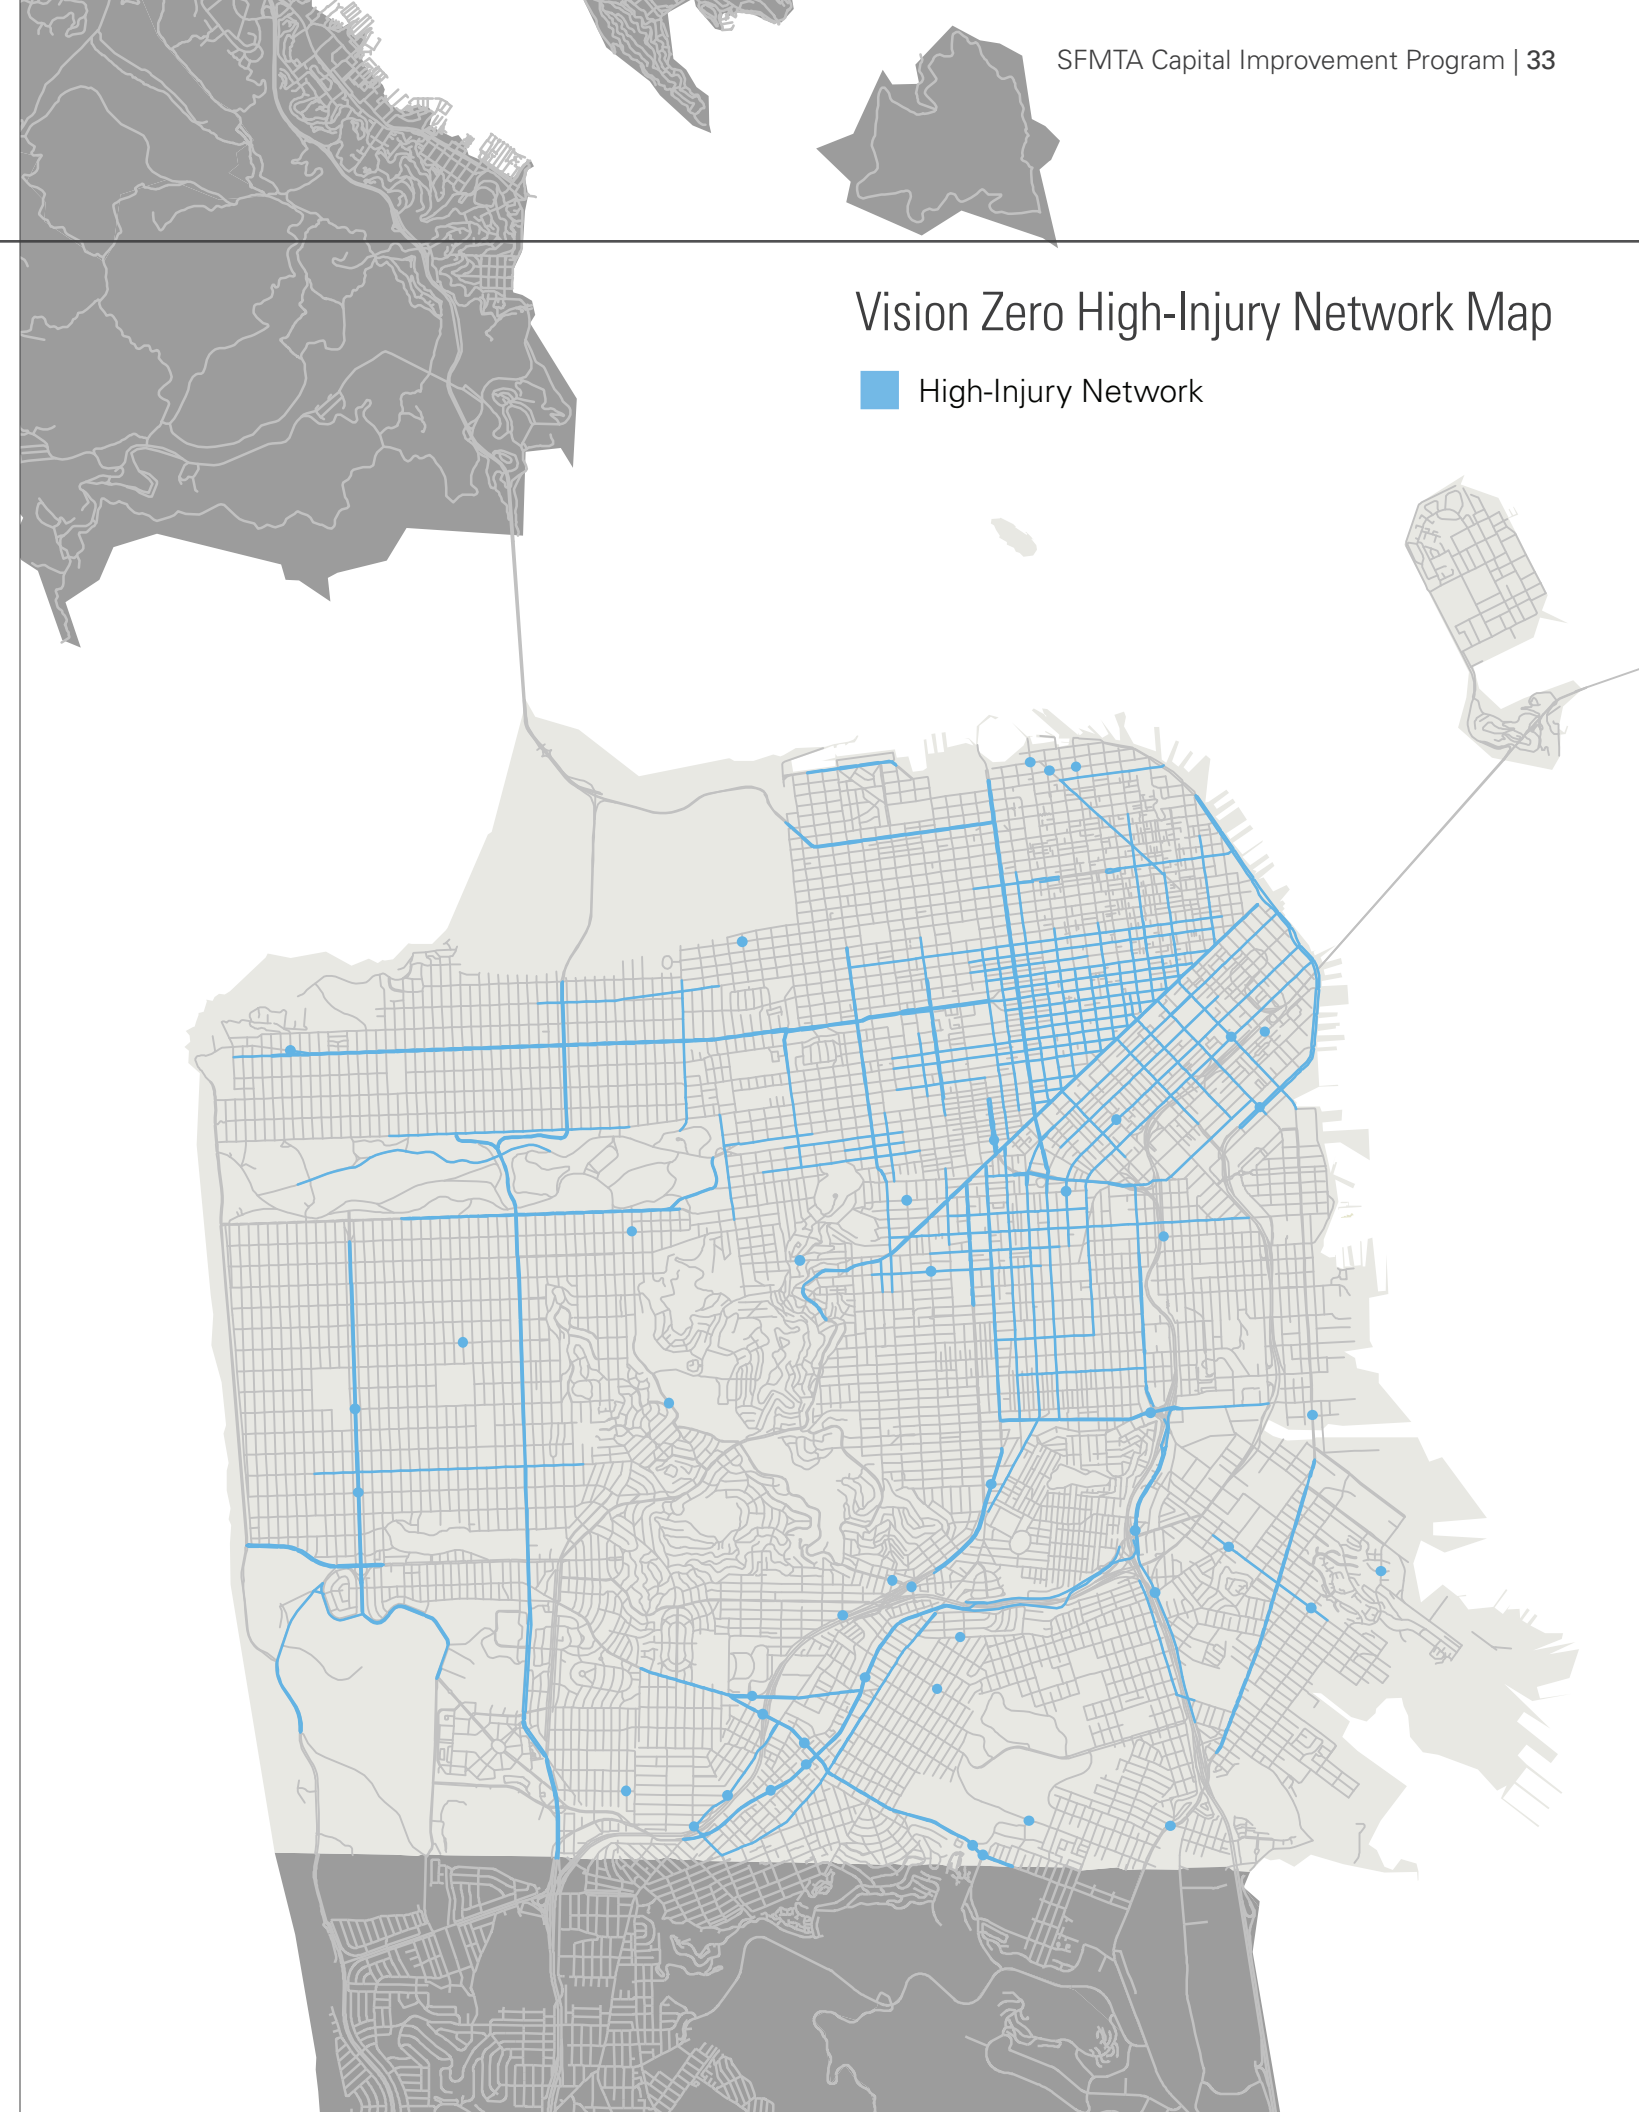 SFMTA Capital Improvement Program | 33
Vision Zero High-Injury Network Map
High-Injury Network